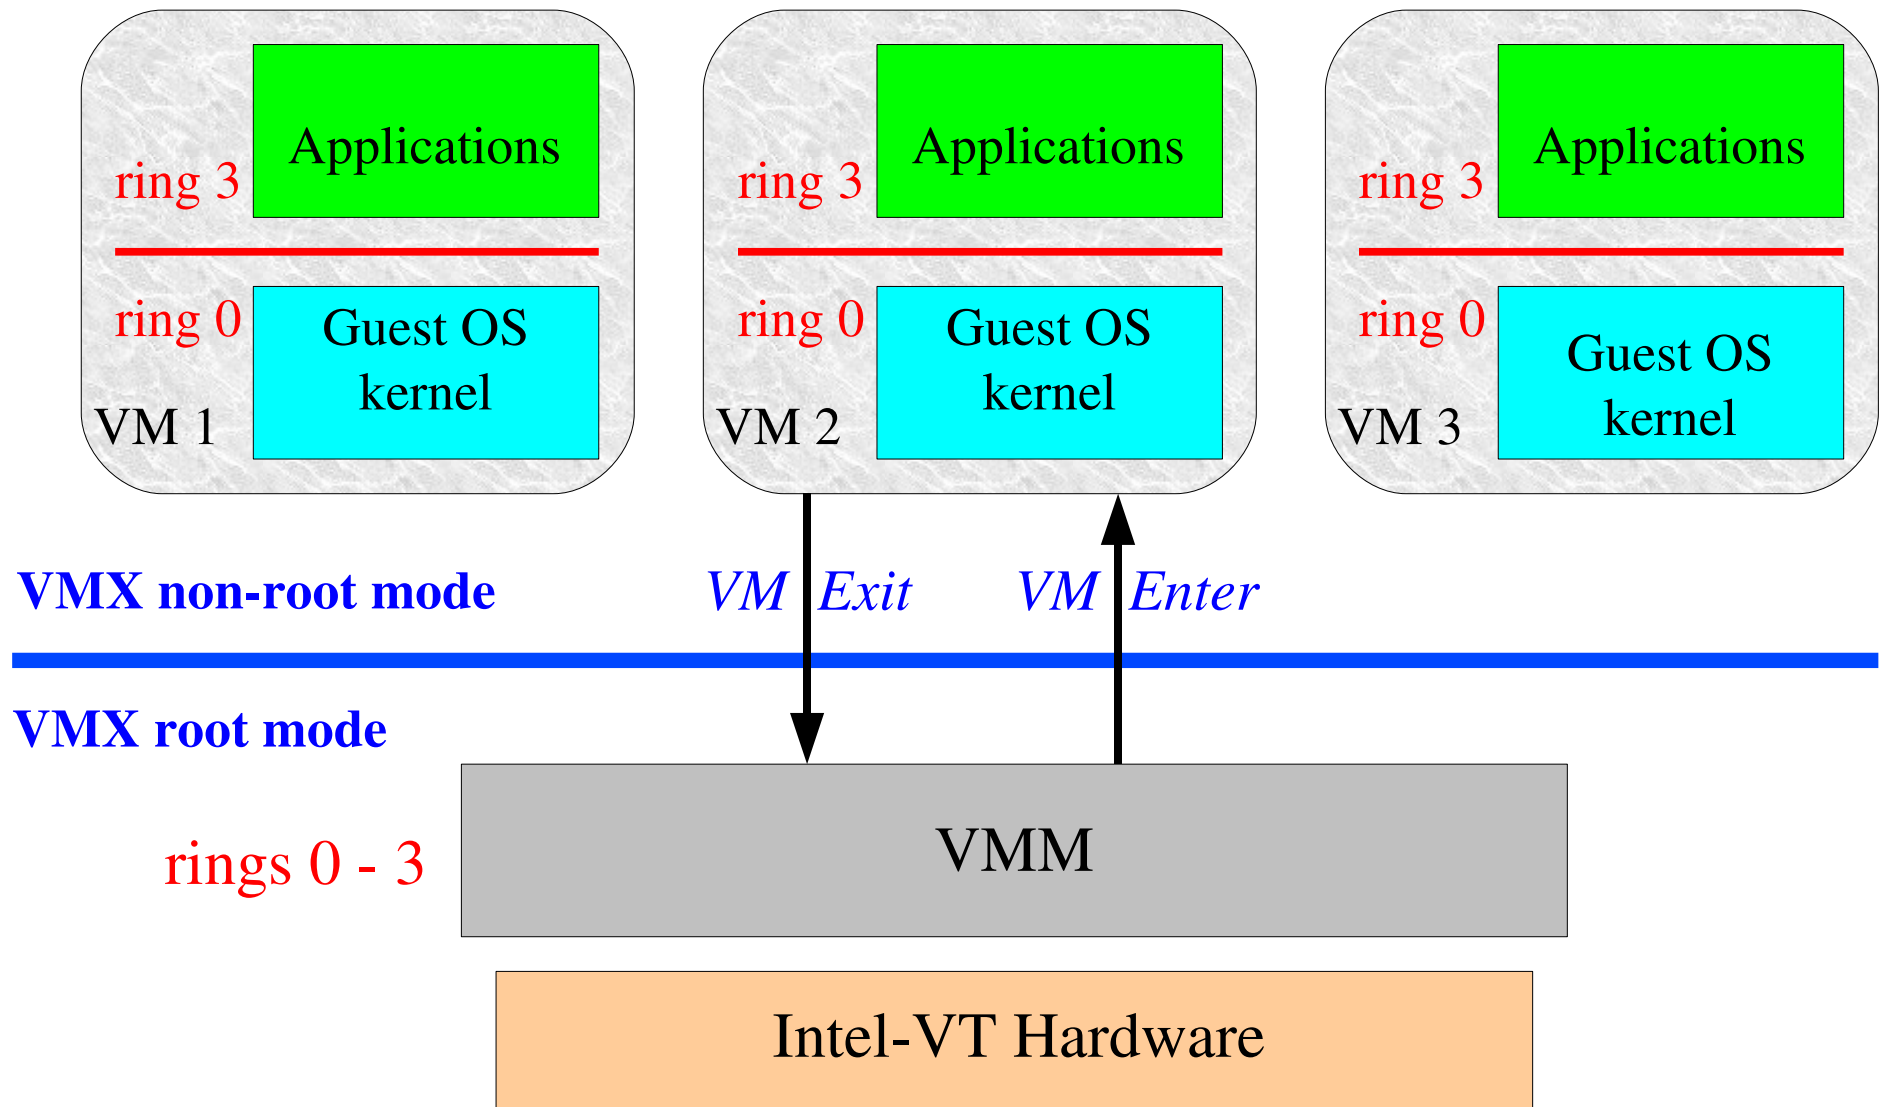 Applications
ring 3
ring 0
Guest OS
kernel
VM 1
Applications
ring 3
ring 0
Guest OS
kernel
VM 2
Applications
ring 3
ring 0
Guest OS
kernel
VM 3
VMX non-root mode
VM Exit
VM Enter
VMX root mode
rings 0 - 3
VMM
Intel-VT Hardware